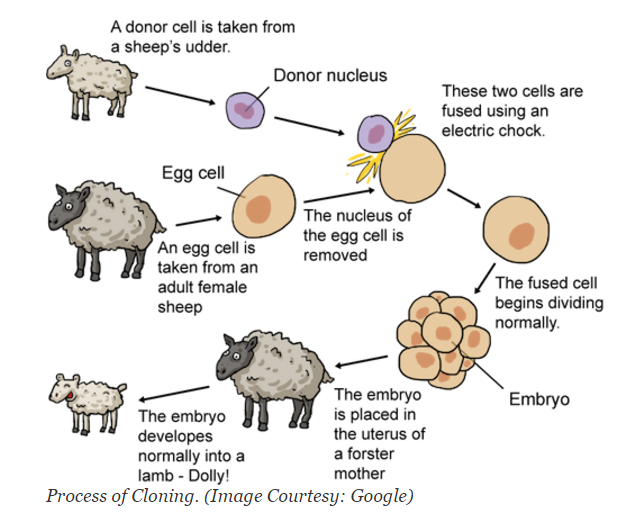 A donor cell is taken from
a sheep's udder.
Donor nucleus
These two cells are
fused using an
electric chock.
Egg cell
An egg cell is
taken from an
adult female
sheep
The nucleus of
the egg cell is
removed
The fused cell
begins dividing
normally.
Embryo
The embryo
is placed in
the uterus of
a forster
mother
The embryo
developes
normally into a
lamb - Dolly!
Process of Cloning. (Image Courtesy: Google)